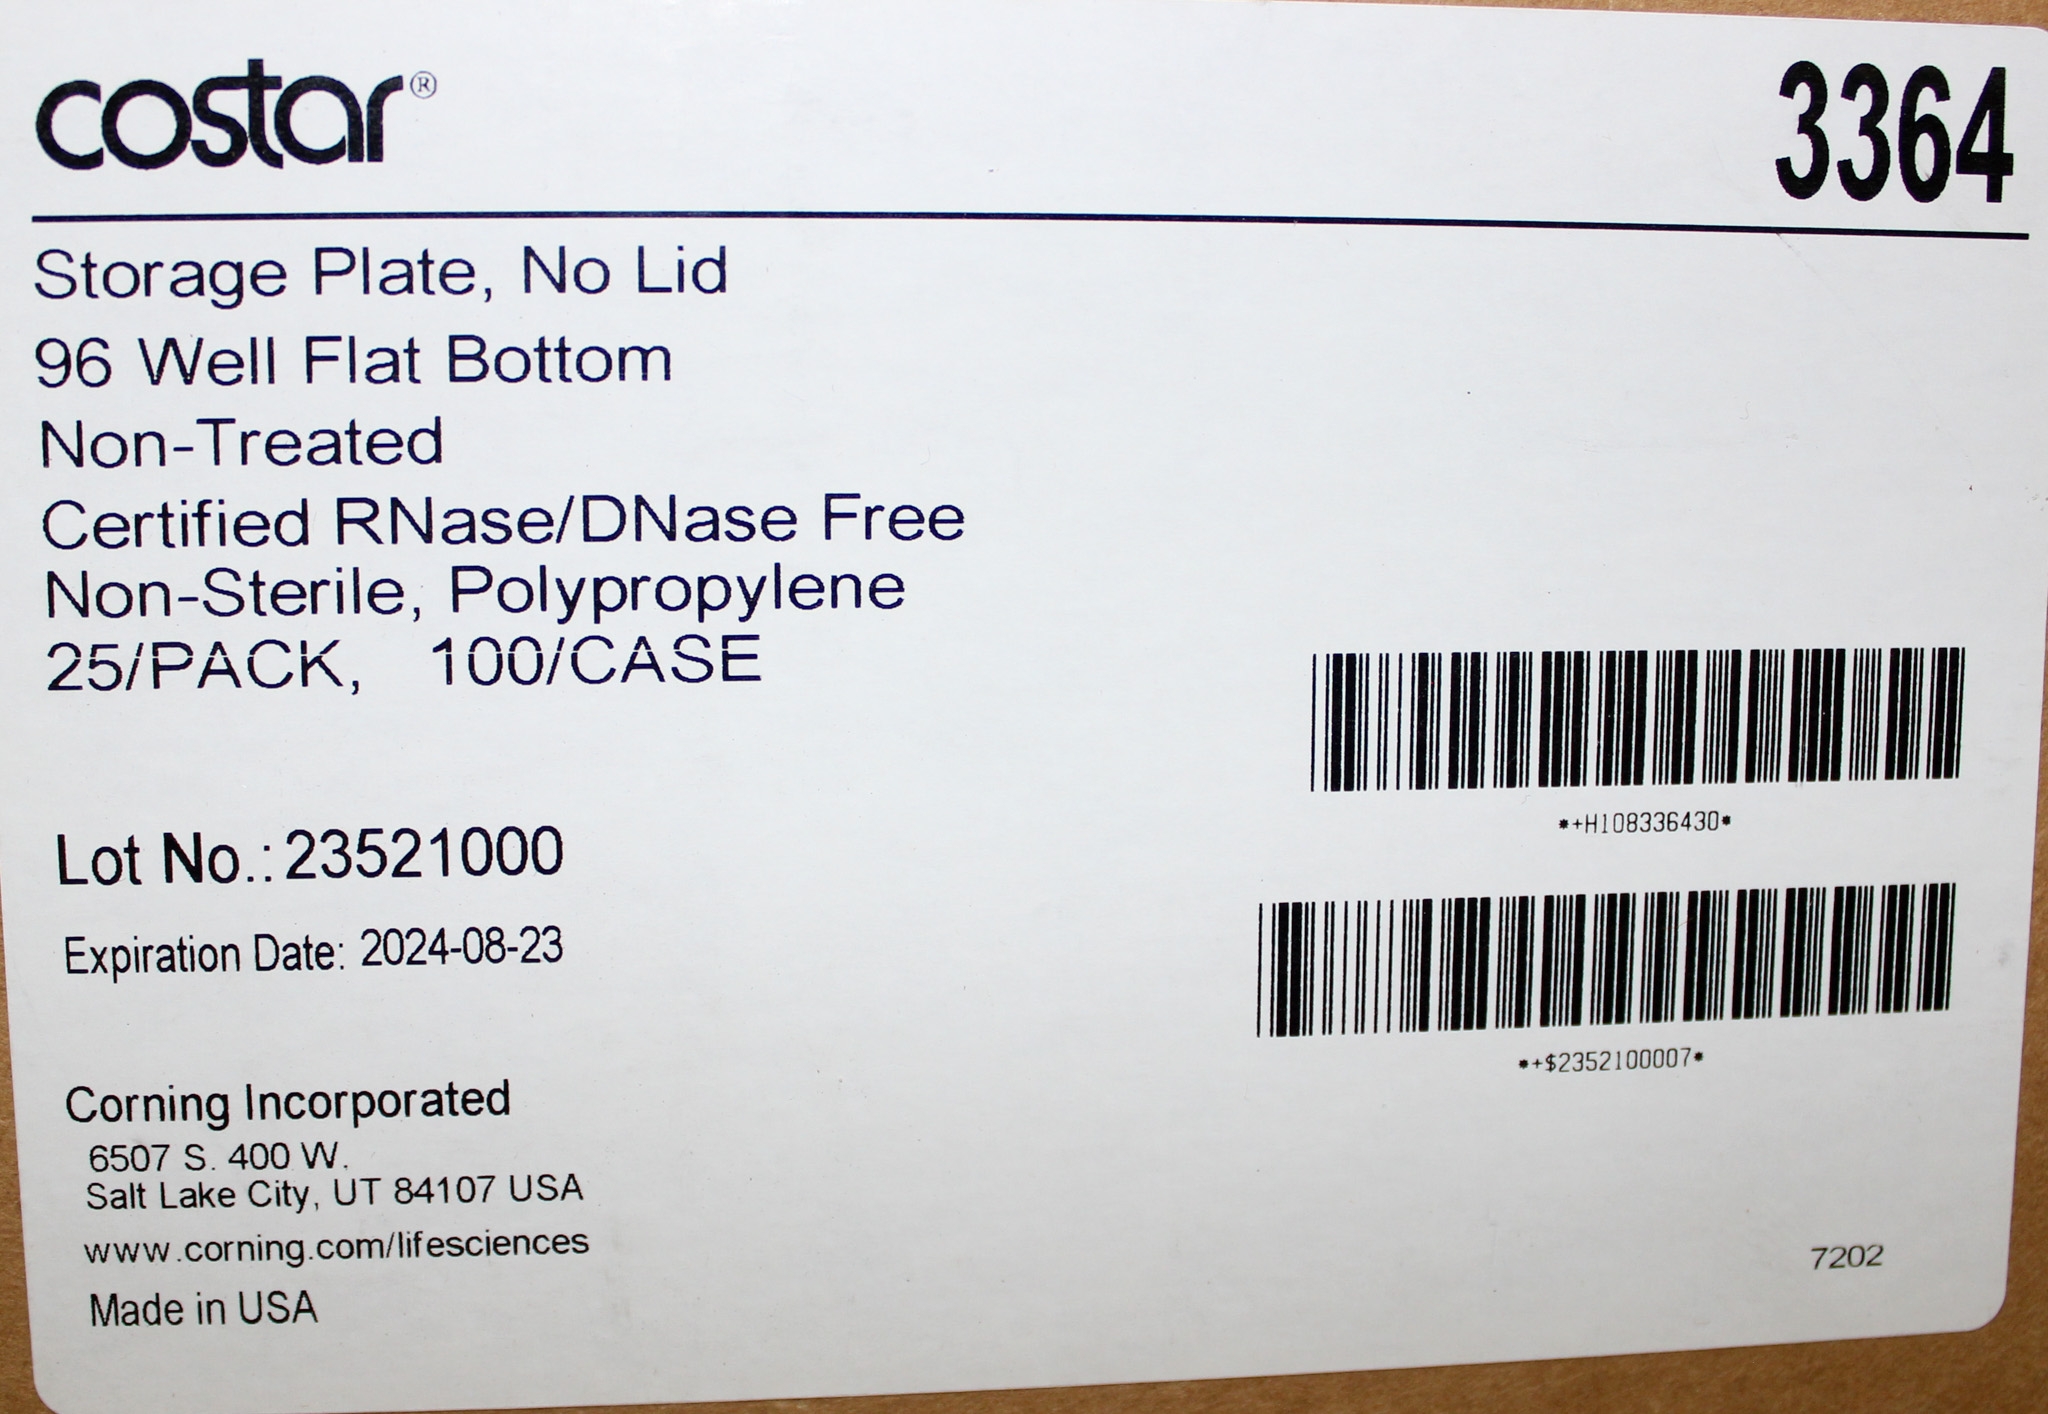 costar®
3364
Storage Plate, No Lid
96 Well Flat Bottom
Non-Treated
Certified RNase/DNase Free
Non-Sterile, Polypropylene
25/PACK, 100/CASE
*+H108336430*
Lot No.: 23521000
Expiration Date: 2024-08-23
*+$2352100007*
Corning Incorporated
6507 S. 400 W.
Salt Lake City, UT 84107 USA
www.corning.com/lifesciences
7202
Made in USA